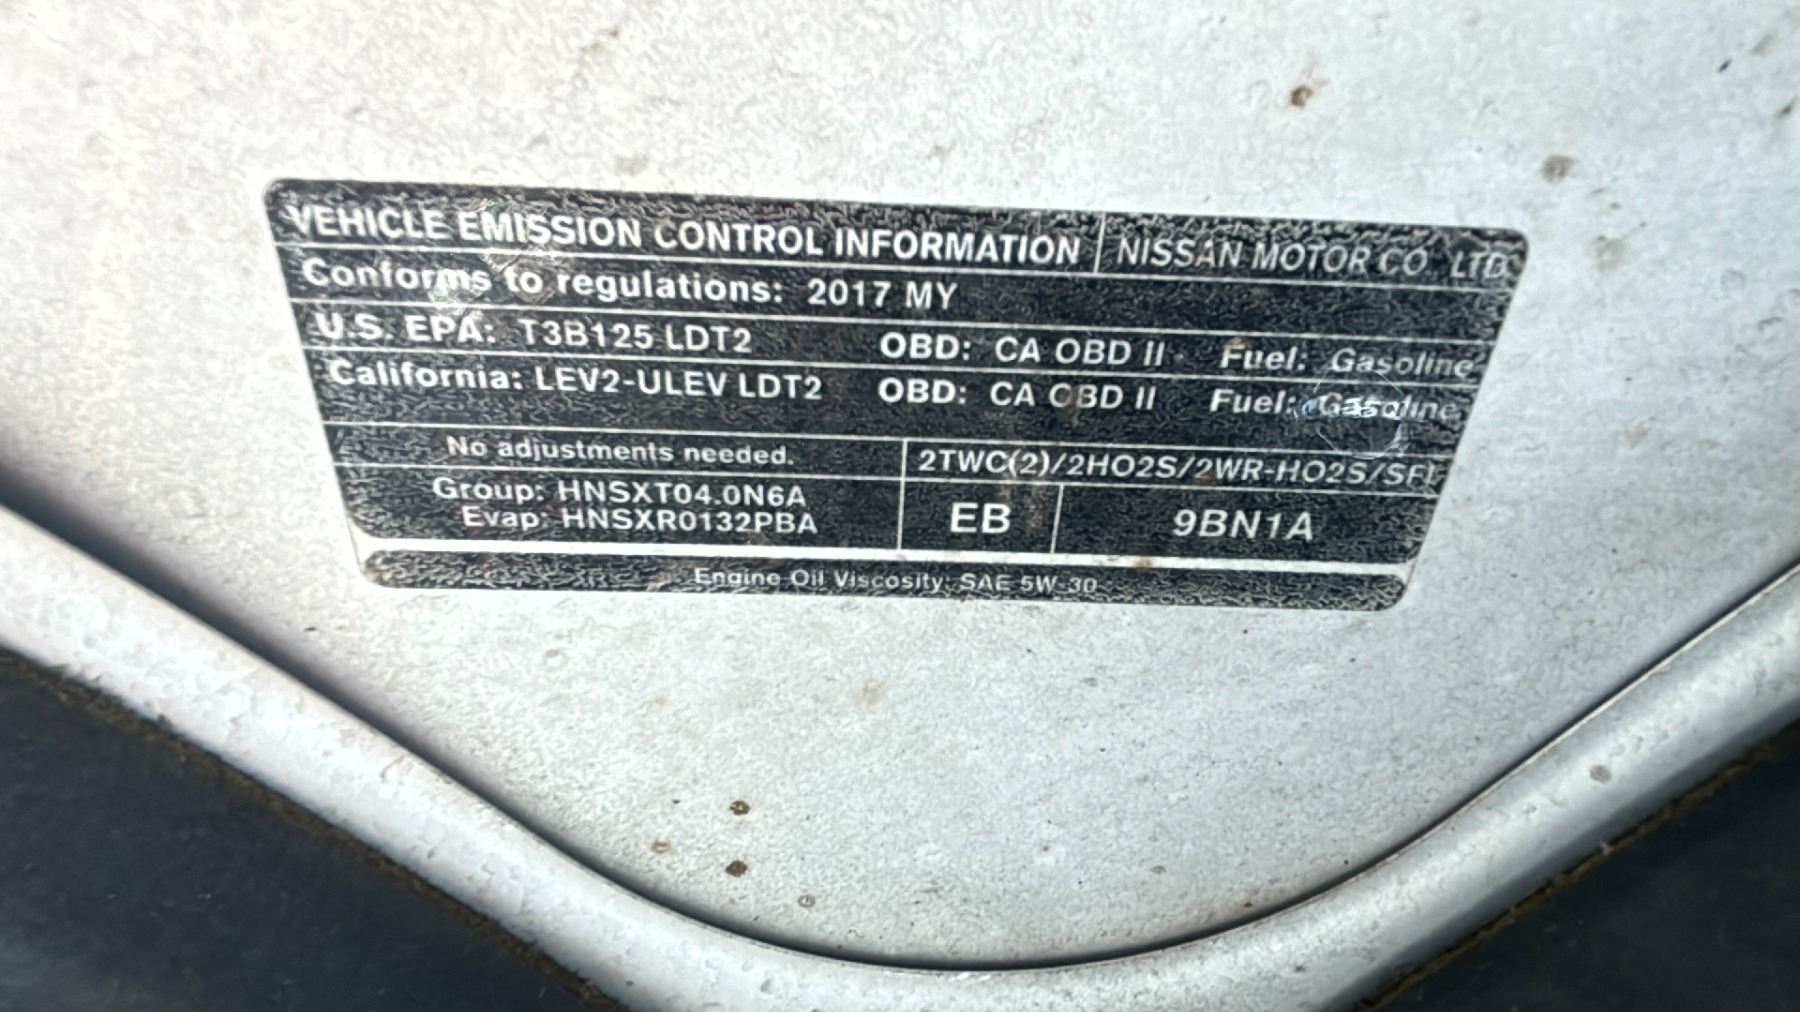 VEHICLE EMISSION CONTROL INFORMATION NISSAN MOTOR CO., LTD.
Conforms to regulations: 2017 MY
U.S. EPA: T3B125 LDT2 OBD: CA OBD II Fuel: Gasoline
California: LEV2-ULEV LDT2 OBD: CA OBD II Fuel: Gasoline
No adjustments needed. 2TWC(2)/2HO2S/2WR-HO2S/SFI
Group: HNSXT04.0N6A
Evap: HNSXR0132PBA
EB 9BN1A
Engine Oil Viscosity: SAE 5W-30